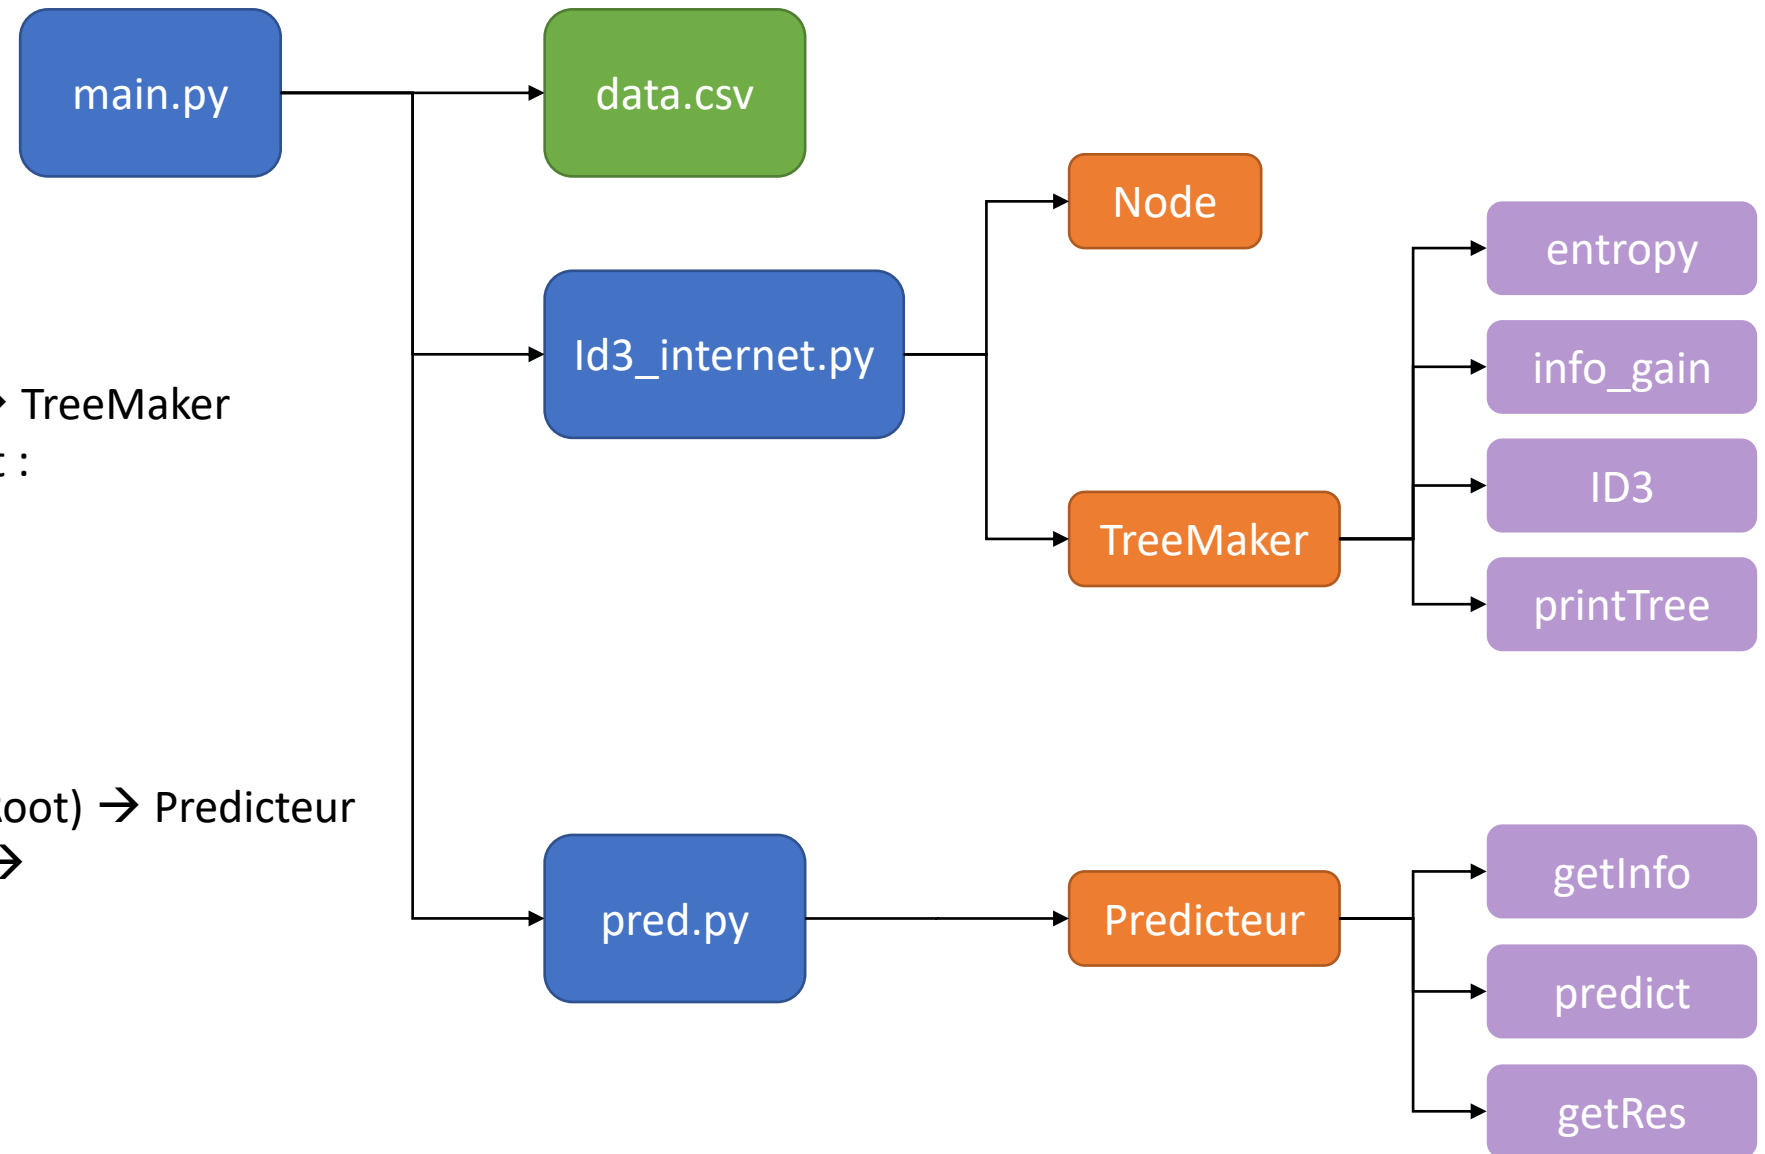 main.py
data.csv
Node
entropy
Id3_internet.py
info_gain
→ TreeMaker
t :
ID3
TreeMaker
printTree
oot) → Predicteur
→
getInfo
pred.py
Predicteur
predict
getRes